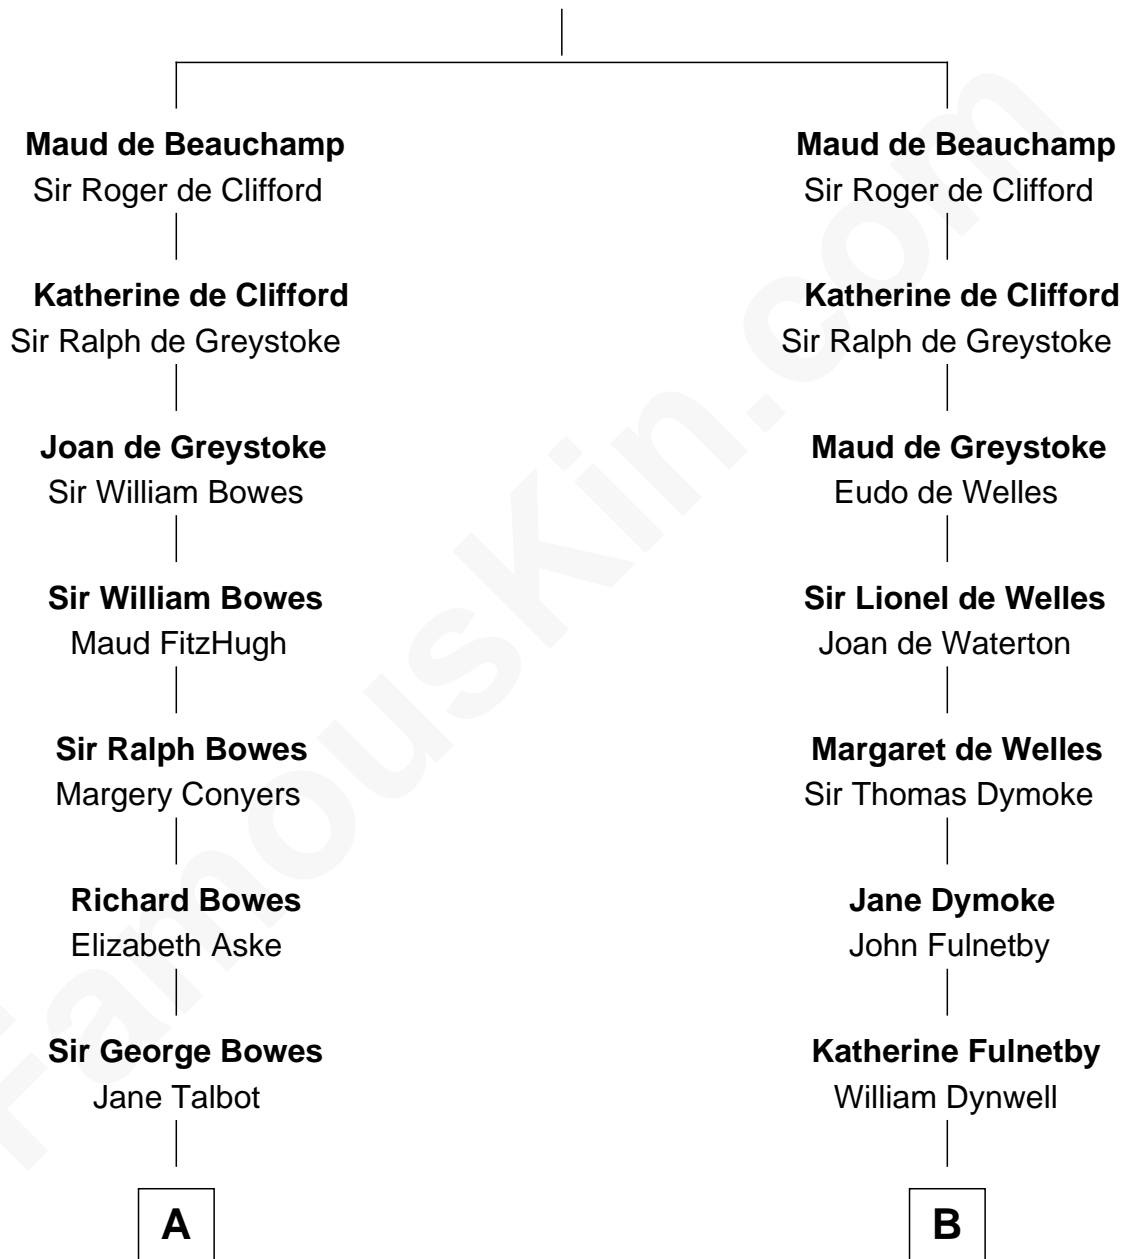 Maud de Beauchamp
Sir Roger de Clifford
Katherine de Clifford
Sir Ralph de Greystoke
Joan de Greystoke
Sir William Bowes
Sir William Bowes
Maud FitzHugh
Sir Ralph Bowes
Margery Conyers
Richard Bowes
Elizabeth Aske
Sir George Bowes
Jane Talbot
A
Maud de Beauchamp
Sir Roger de Clifford
Katherine de Clifford
Sir Ralph de Greystoke
Maud de Greystoke
Eudo de Welles
Sir Lionel de Welles
Joan de Waterton
Margaret de Welles
Sir Thomas Dymoke
Jane Dymoke
John Fulnetby
Katherine Fulnetby
William Dynwell
B
FamousKin.com